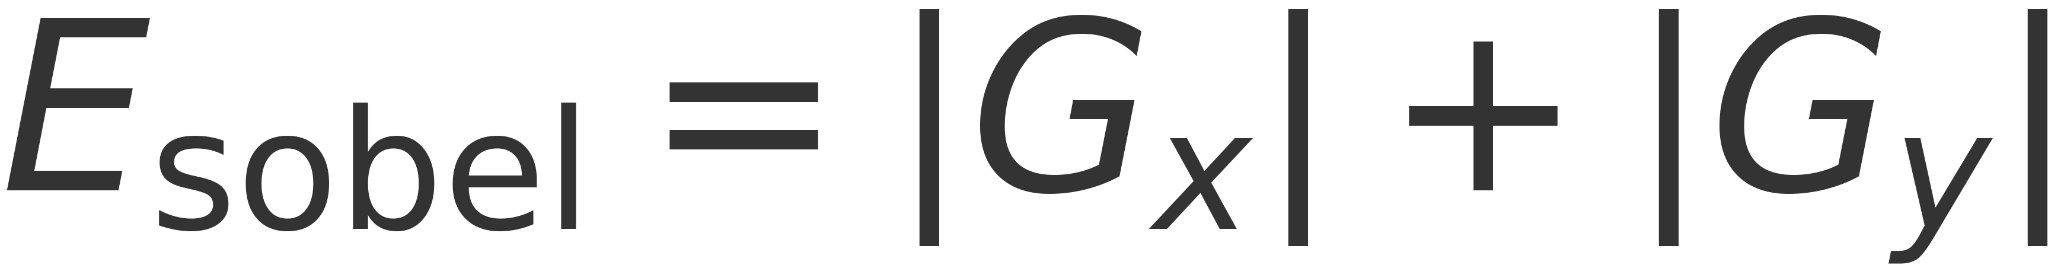 E_sobel = |G_x| + |G_y|